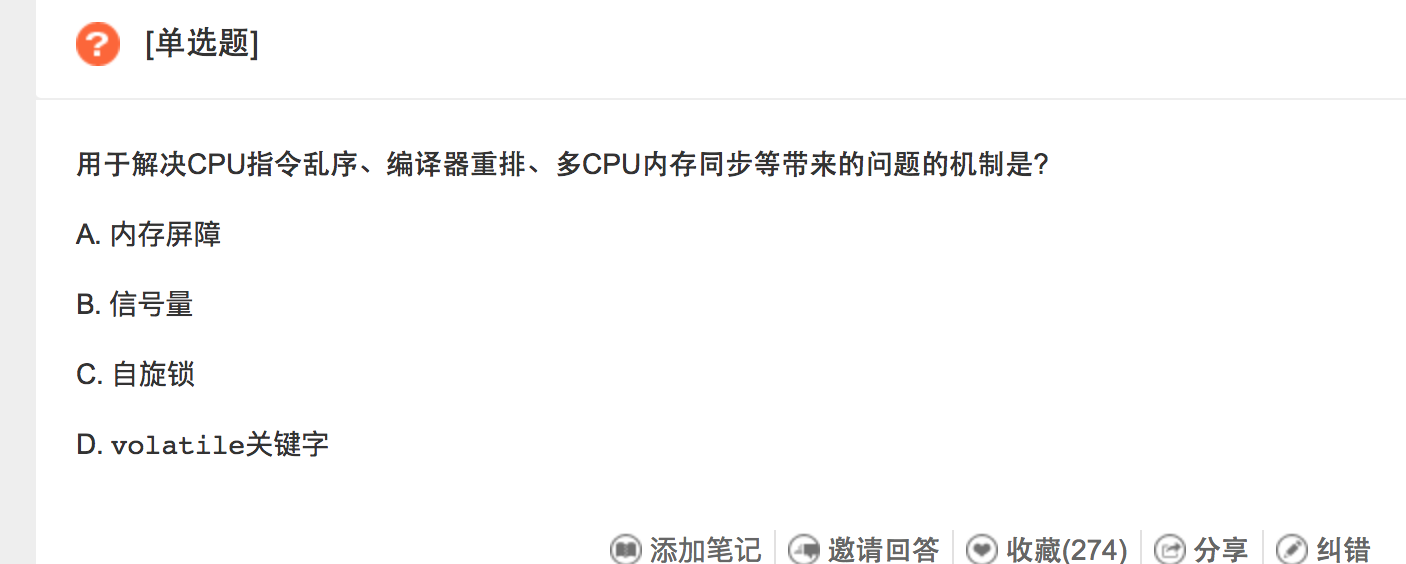 [单选题]
用于解决CPU指令乱序、编译器重排、多CPU内存同步等带来的问题的机制是?
A. 内存屏障
B. 信号量
C. 自旋锁
D. volatile关键字
添加笔记 邀请回答 收藏(274) 分享 纠错